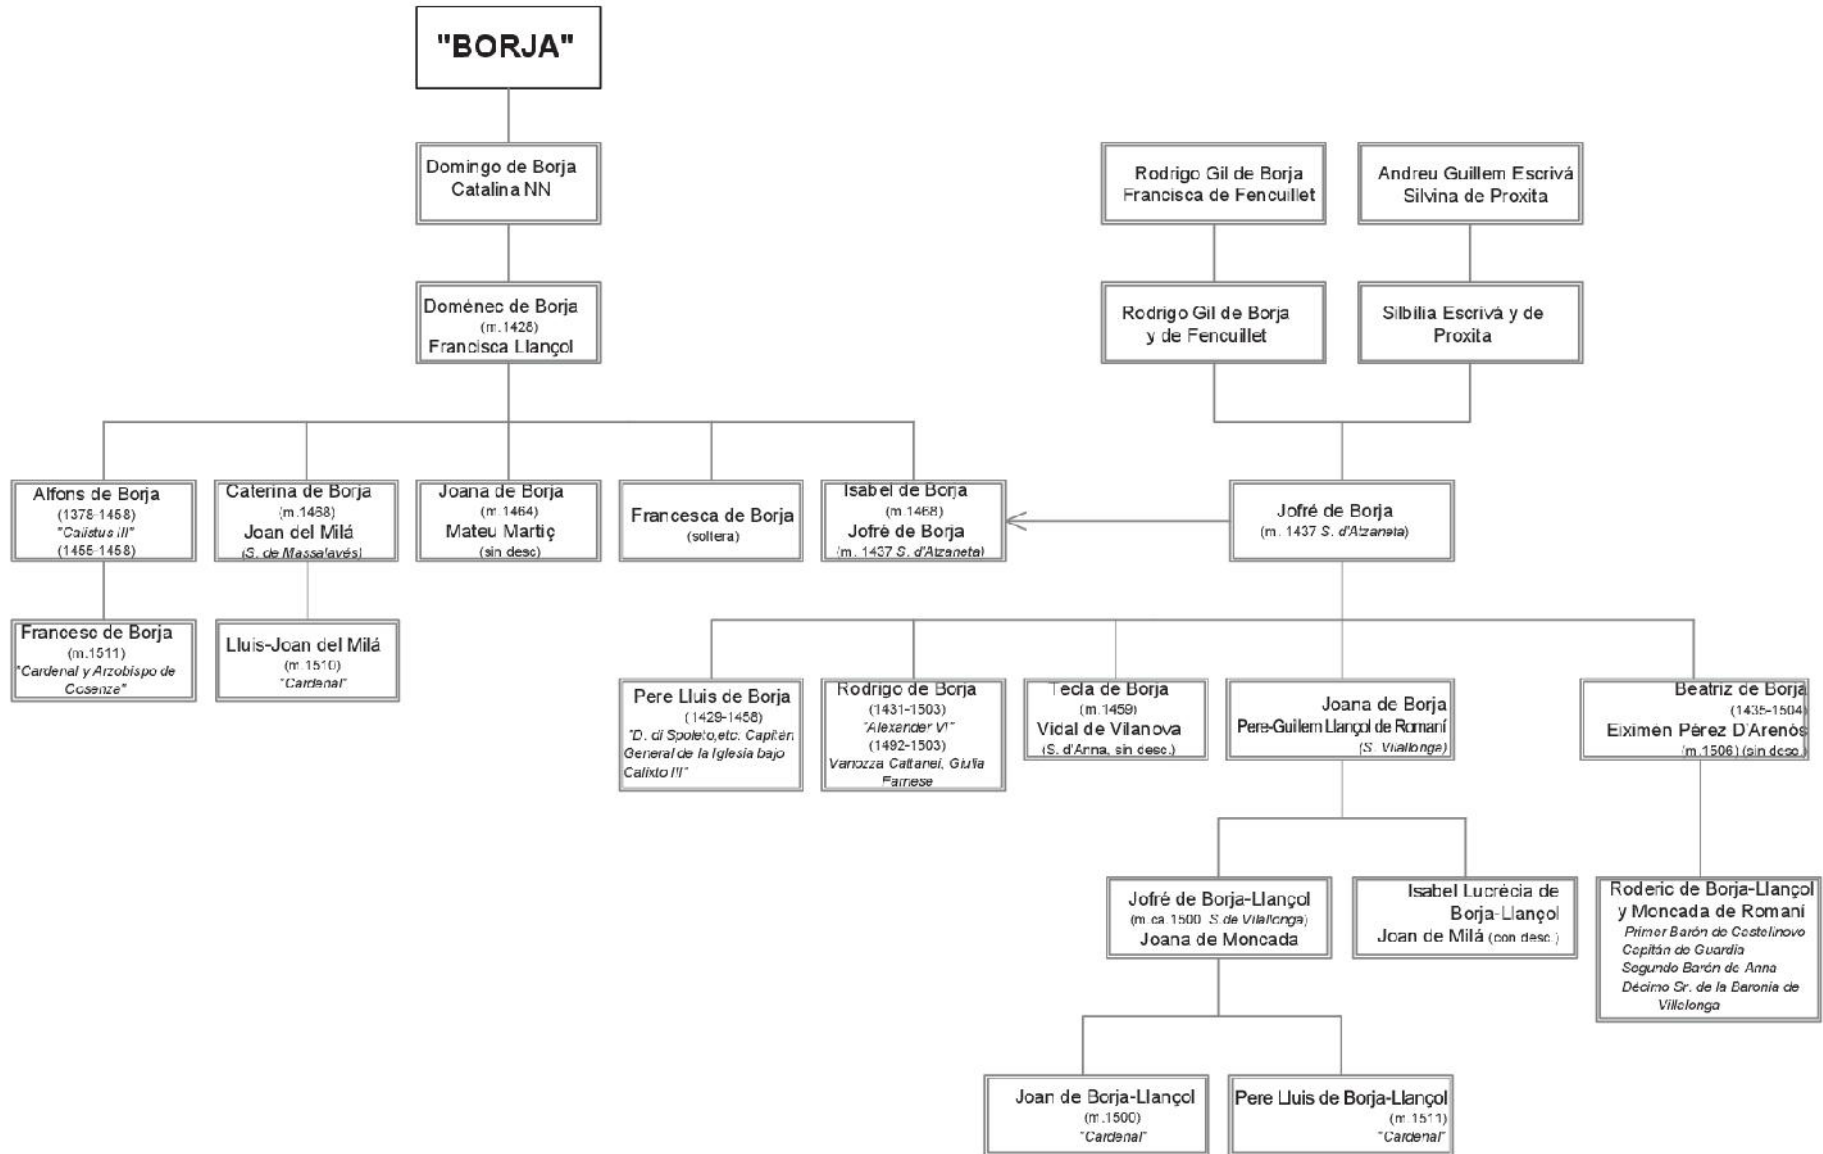 "BORJA"
Domingo de Borja
Catalina NN
Rodrigo Gil de Borja
Francisca de Fencuillet
Andreu Guillem Escrivá
Silvina de Proxita
Doménec de Borja
(m.1428)
Francisca Llançol
Rodrigo Gil de Borja
y de Fencuillet
Silbília Escrivá y de
Proxita
Alfons de Borja
(1378-1458)
"Calistus III"
(1455-1458)
Caterina de Borja
(m.1468)
Joan del Milá
(S. de Massalavés)
Joana de Borja
(m.1464)
Mateu Martiç
(sin desc)
Francesca de Borja
(soltera)
Isabel de Borja
(m.1468)
Jofré de Borja
(m. 1437 S. d'Atzaneta)
Jofré de Borja
(m. 1437 S. d'Atzaneta)
Francesc de Borja
(m.1511)
"Cardenal y Arzobispo de
Cosenza"
Lluis-Joan del Milá
(m.1510)
"Cardenal"
Pere Lluis de Borja
(1429-1458)
"D. di Spoleto,etc. Capitán
General de la Iglesia bajo
Calixto III"
Rodrigo de Borja
(1431-1503)
"Alexander VI"
(1492-1503)
Vanozza Cattanei, Giulia
Farnese
Tecla de Borja
(m.1459)
Vidal de Vilanova
(S. d'Anna, sin desc.)
Joana de Borja
Pere-Guillem Llançol de Romaní
(S. Vilallonga)
Beatriz de Borja
(1435-1504)
Eiximén Pérez D'Arenós
(m.1506) (sin desc.)
Jofré de Borja-Llançol
(m.ca.1500 S.de Vilallonga)
Joana de Moncada
Isabel Lucrécia de
Borja-Llançol
Joan de Milá (con desc.)
Roderic de Borja-Llançol
y Moncada de Romaní
Primer Barón de Castelinovo
Capitán de Guardia
Segundo Barón de Anna
Décimo Sr. de la Baronia de
Villalonga
Joan de Borja-Llançol
(m.1500)
"Cardenal"
Pere Lluis de Borja-Llançol
(m.1511)
"Cardenal"